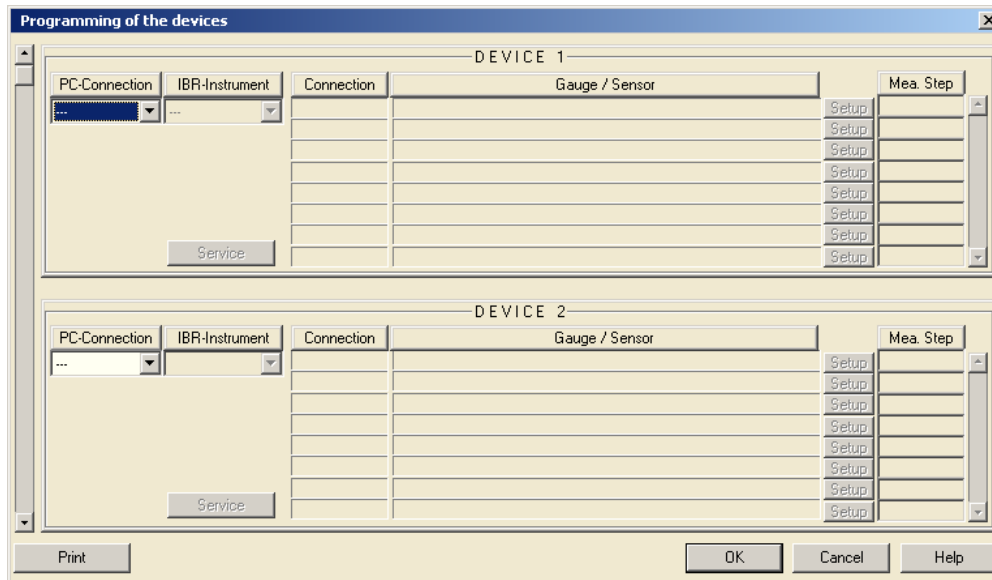 Programming of the devices
DEVICE 1
PC-Connection IBR-Instrument Connection Gauge / Sensor Mea. Step
--- --- Setup
Setup
Setup
Setup
Setup
Setup
Setup
Service Setup
DEVICE 2
PC-Connection IBR-Instrument Connection Gauge / Sensor Mea. Step
--- Setup
Setup
Setup
Setup
Setup
Setup
Setup
Service Setup
Print OK Cancel Help